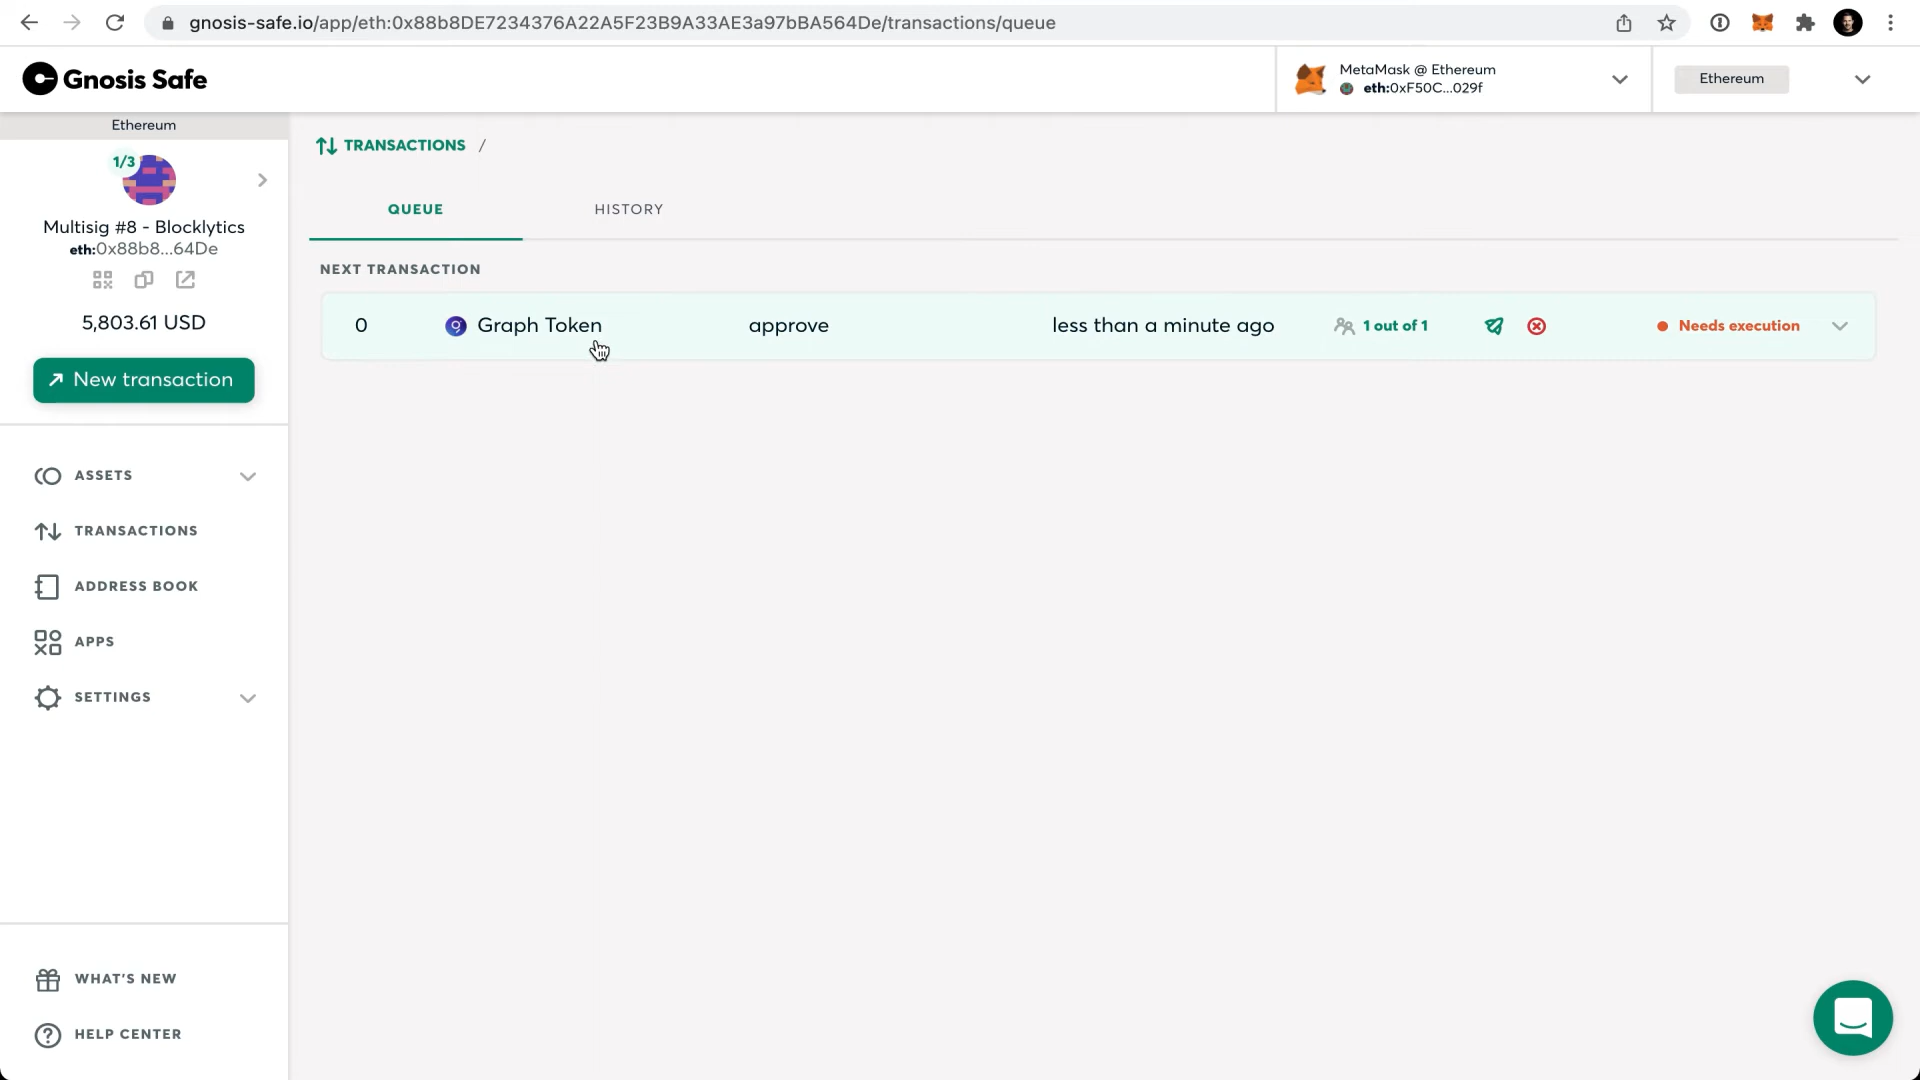 gnosis-safe.io/app/eth:0x88b8DE7234376A22A5F23B9A33AE3a97bBA564De/transactions/queue
Gnosis Safe
MetaMask @ Ethereum
eth:0xF50C...029f
Ethereum
Ethereum
1/3
Multisig #8 - Blocklytics
eth:0x88b8...64De
5,803.61 USD
New transaction
ASSETS
TRANSACTIONS
ADDRESS BOOK
APPS
SETTINGS
WHAT'S NEW
HELP CENTER
TRANSACTIONS /
QUEUE
HISTORY
NEXT TRANSACTION
0 Graph Token approve less than a minute ago 1 out of 1 Needs execution